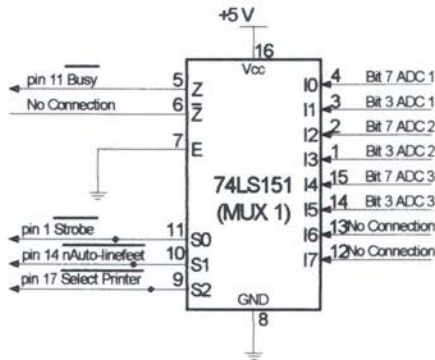 +5 V
16
Vcc
pin 11 Busy 5 Z
No Connection 6 Z
7 E
74LS151
(MUX 1)
I0 4 Bit 7 ADC 1
I1 3 Bit 3 ADC 1
I2 2 Bit 7 ADC 2
I3 1 Bit 3 ADC 2
I4 15 Bit 7 ADC 3
I5 14 Bit 3 ADC 3
I6 13 No Connection
I7 12 No Connection
pin 1 Strobe 11 S0
pin 14 nAuto-linefeet 10 S1
pin 17 Select Printer 9 S2
GND
8